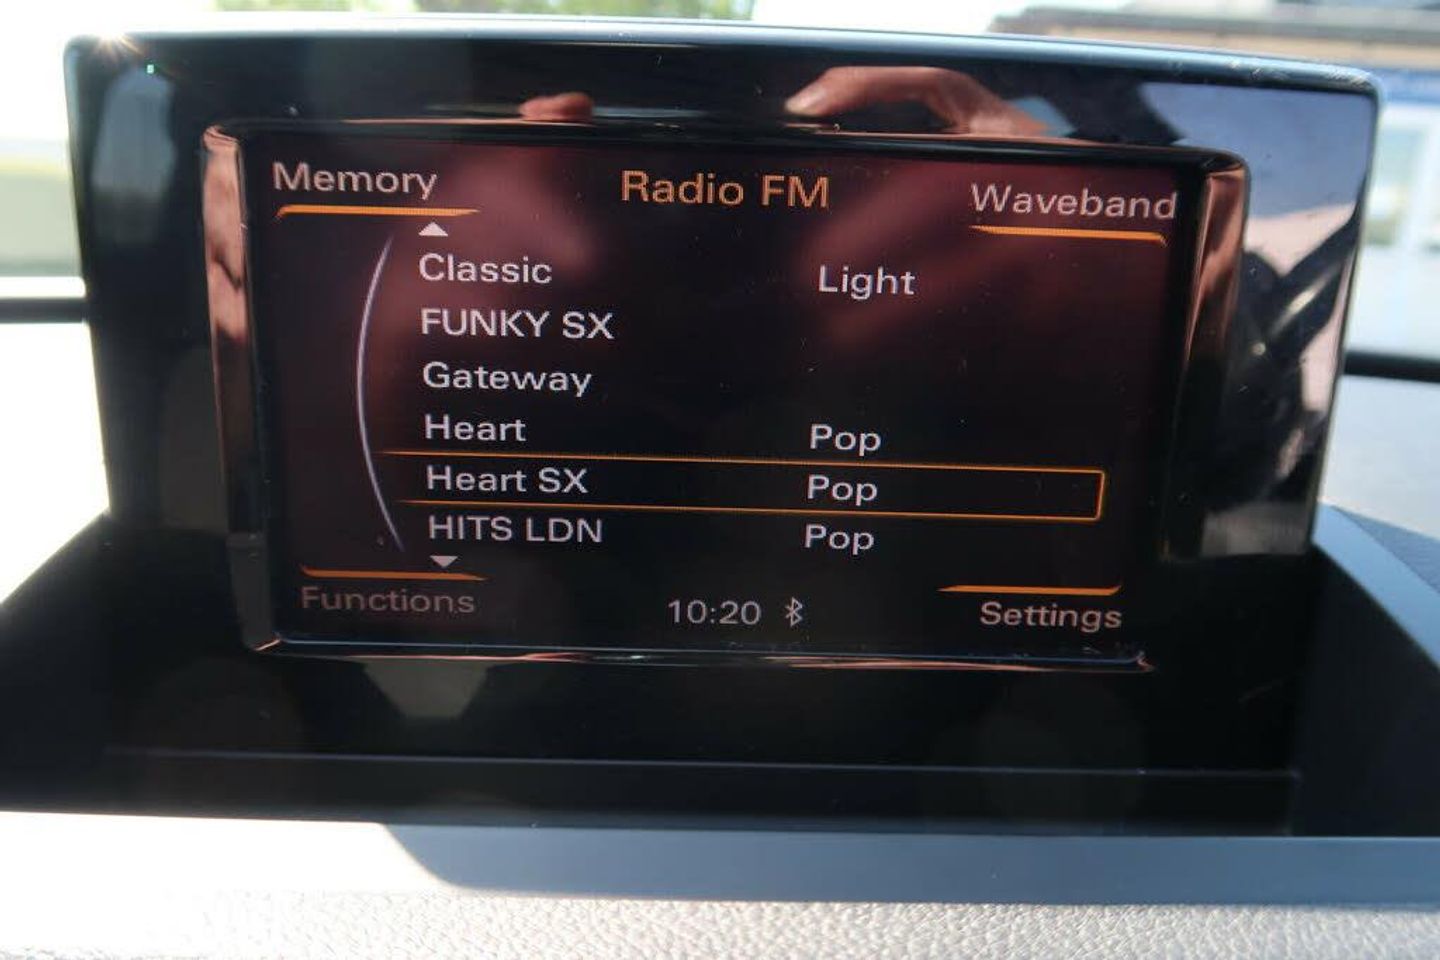 Memory Radio FM Waveband
Classic Light
FUNKY SX
Gateway
Heart Pop
Heart SX Pop
HITS LDN Pop
Functions 10:20 Settings